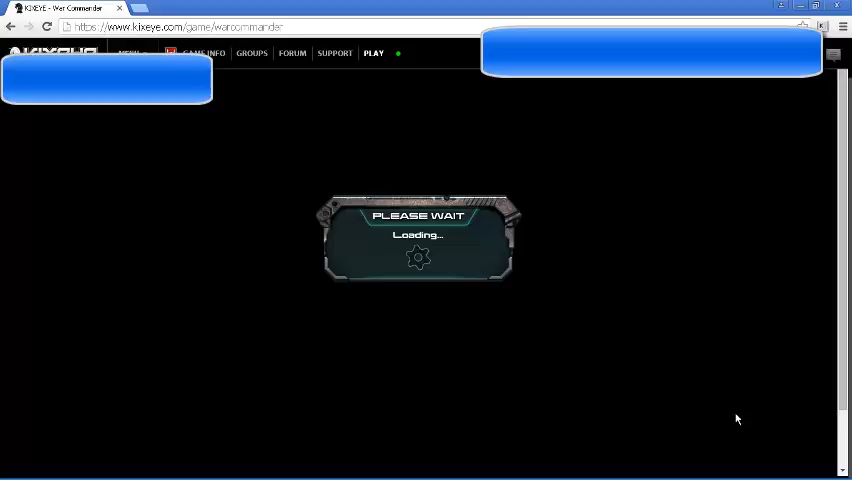 KIXEYE - War Commander
https://www.kixeye.com/game/warcommander
GAME INFO GROUPS FORUM SUPPORT PLAY
PLEASE WAIT
Loading...